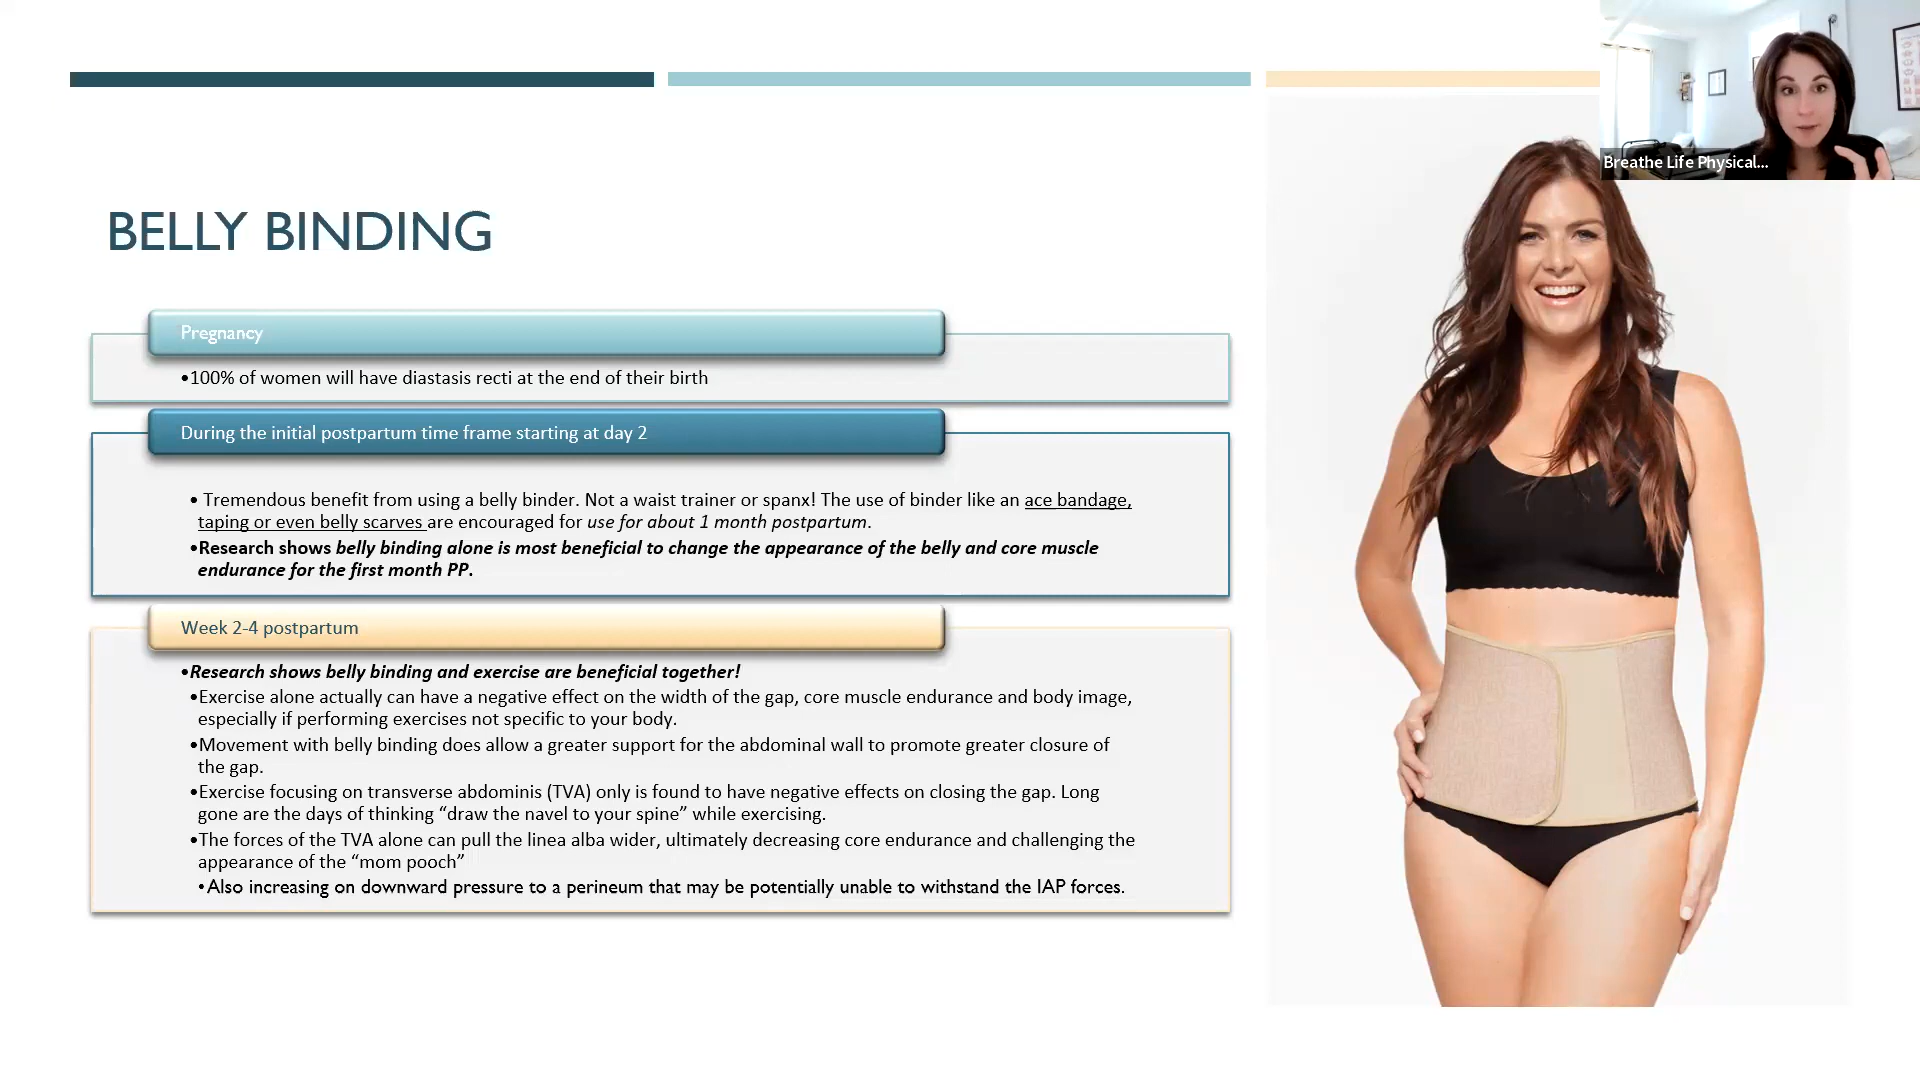 Breathe Life Physical...
BELLY BINDING
Pregnancy
•100% of women will have diastasis recti at the end of their birth
During the initial postpartum time frame starting at day 2
• Tremendous benefit from using a belly binder. Not a waist trainer or spanx! The use of binder like an ace bandage,
taping or even belly scarves are encouraged for use for about 1 month postpartum.
•Research shows belly binding alone is most beneficial to change the appearance of the belly and core muscle
endurance for the first month PP.
Week 2-4 postpartum
•Research shows belly binding and exercise are beneficial together!
•Exercise alone actually can have a negative effect on the width of the gap, core muscle endurance and body image,
especially if performing exercises not specific to your body.
•Movement with belly binding does allow a greater support for the abdominal wall to promote greater closure of
the gap.
•Exercise focusing on transverse abdominis (TVA) only is found to have negative effects on closing the gap. Long
gone are the days of thinking “draw the navel to your spine” while exercising.
•The forces of the TVA alone can pull the linea alba wider, ultimately decreasing core endurance and challenging the
appearance of the “mom pooch”
•Also increasing on downward pressure to a perineum that may be potentially unable to withstand the IAP forces.